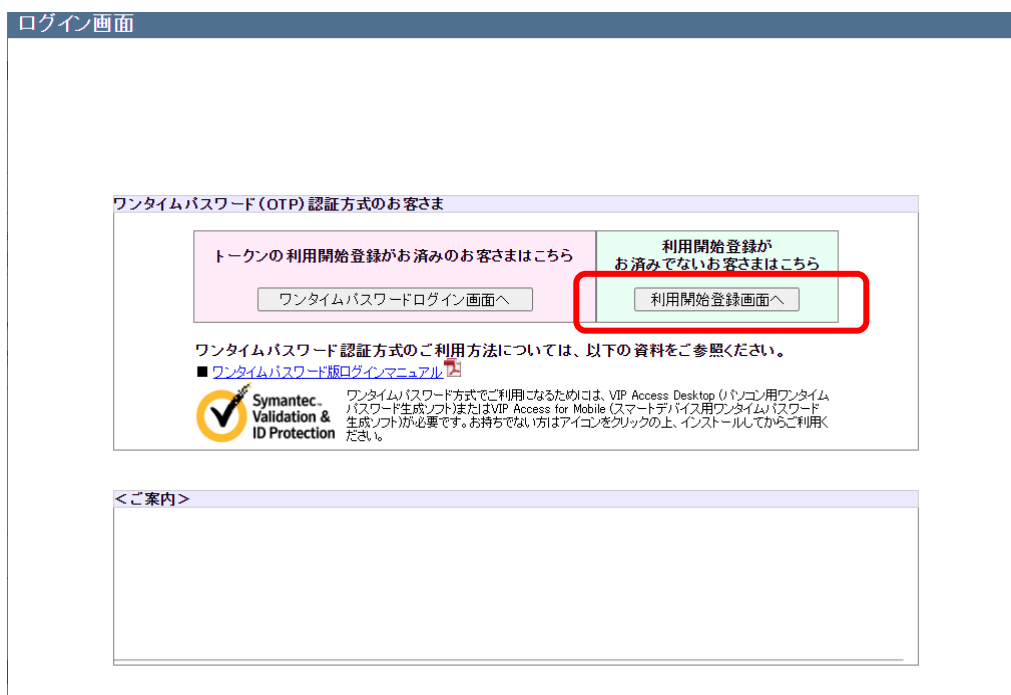 ログイン画面
ワンタイムパスワード(OTP)認証方式のお客さま
トークンの利用開始登録がお済みのお客さまはこちら
ワンタイムパスワードログイン画面へ
利用開始登録が
お済みでないお客さまはこちら
利用開始登録画面へ
ワンタイムパスワード認証方式のご利用方法については、以下の資料をご参照ください。
■ ワンタイムパスワード版ログインマニュアル
Symantec™
Validation &
ID Protection
ワンタイムパスワード方式でご利用になるためには、VIP Access Desktop (パソコン用ワンタイム
パスワード生成ソフト)またはVIP Access for Mobile (スマートデバイス用ワンタイムパスワード
生成ソフト)が必要です。お持ちでない方はアイコンをクリックの上、インストールしてからご利用く
ださい。
<ご案内>